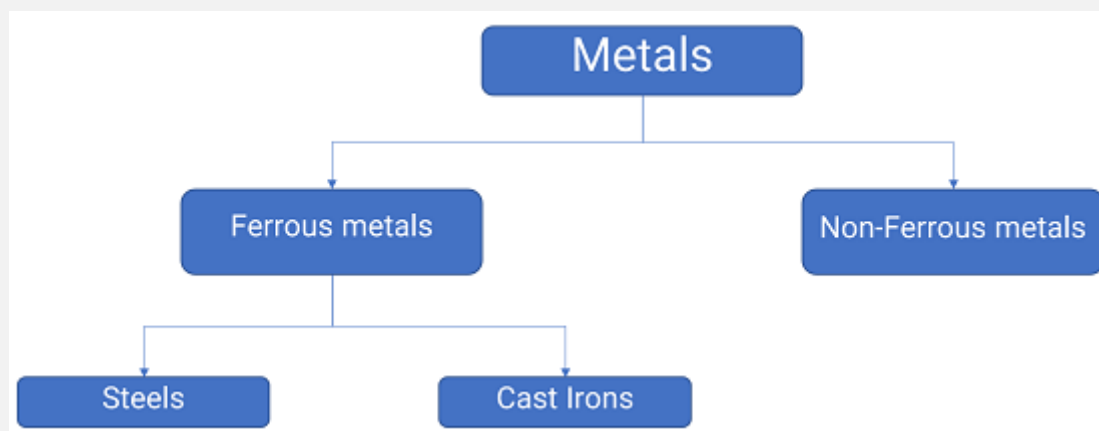 Metals
Ferrous metals
Non-Ferrous metals
Steels
Cast Irons